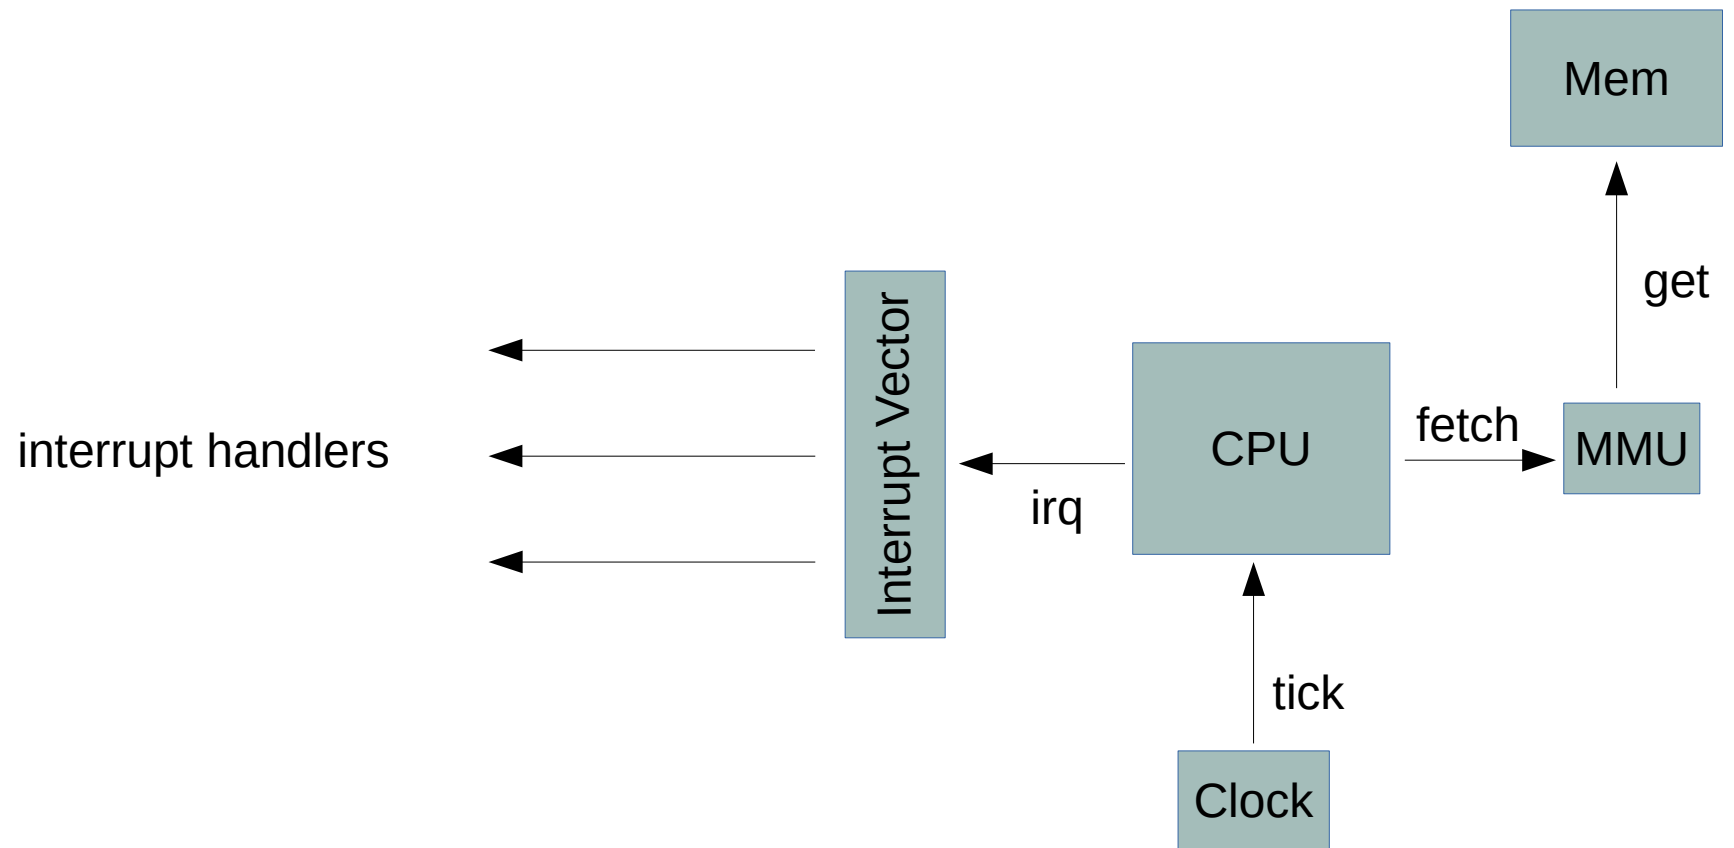 Mem
get
Interrupt Vector
interrupt handlers
CPU
fetch
MMU
irq
tick
Clock